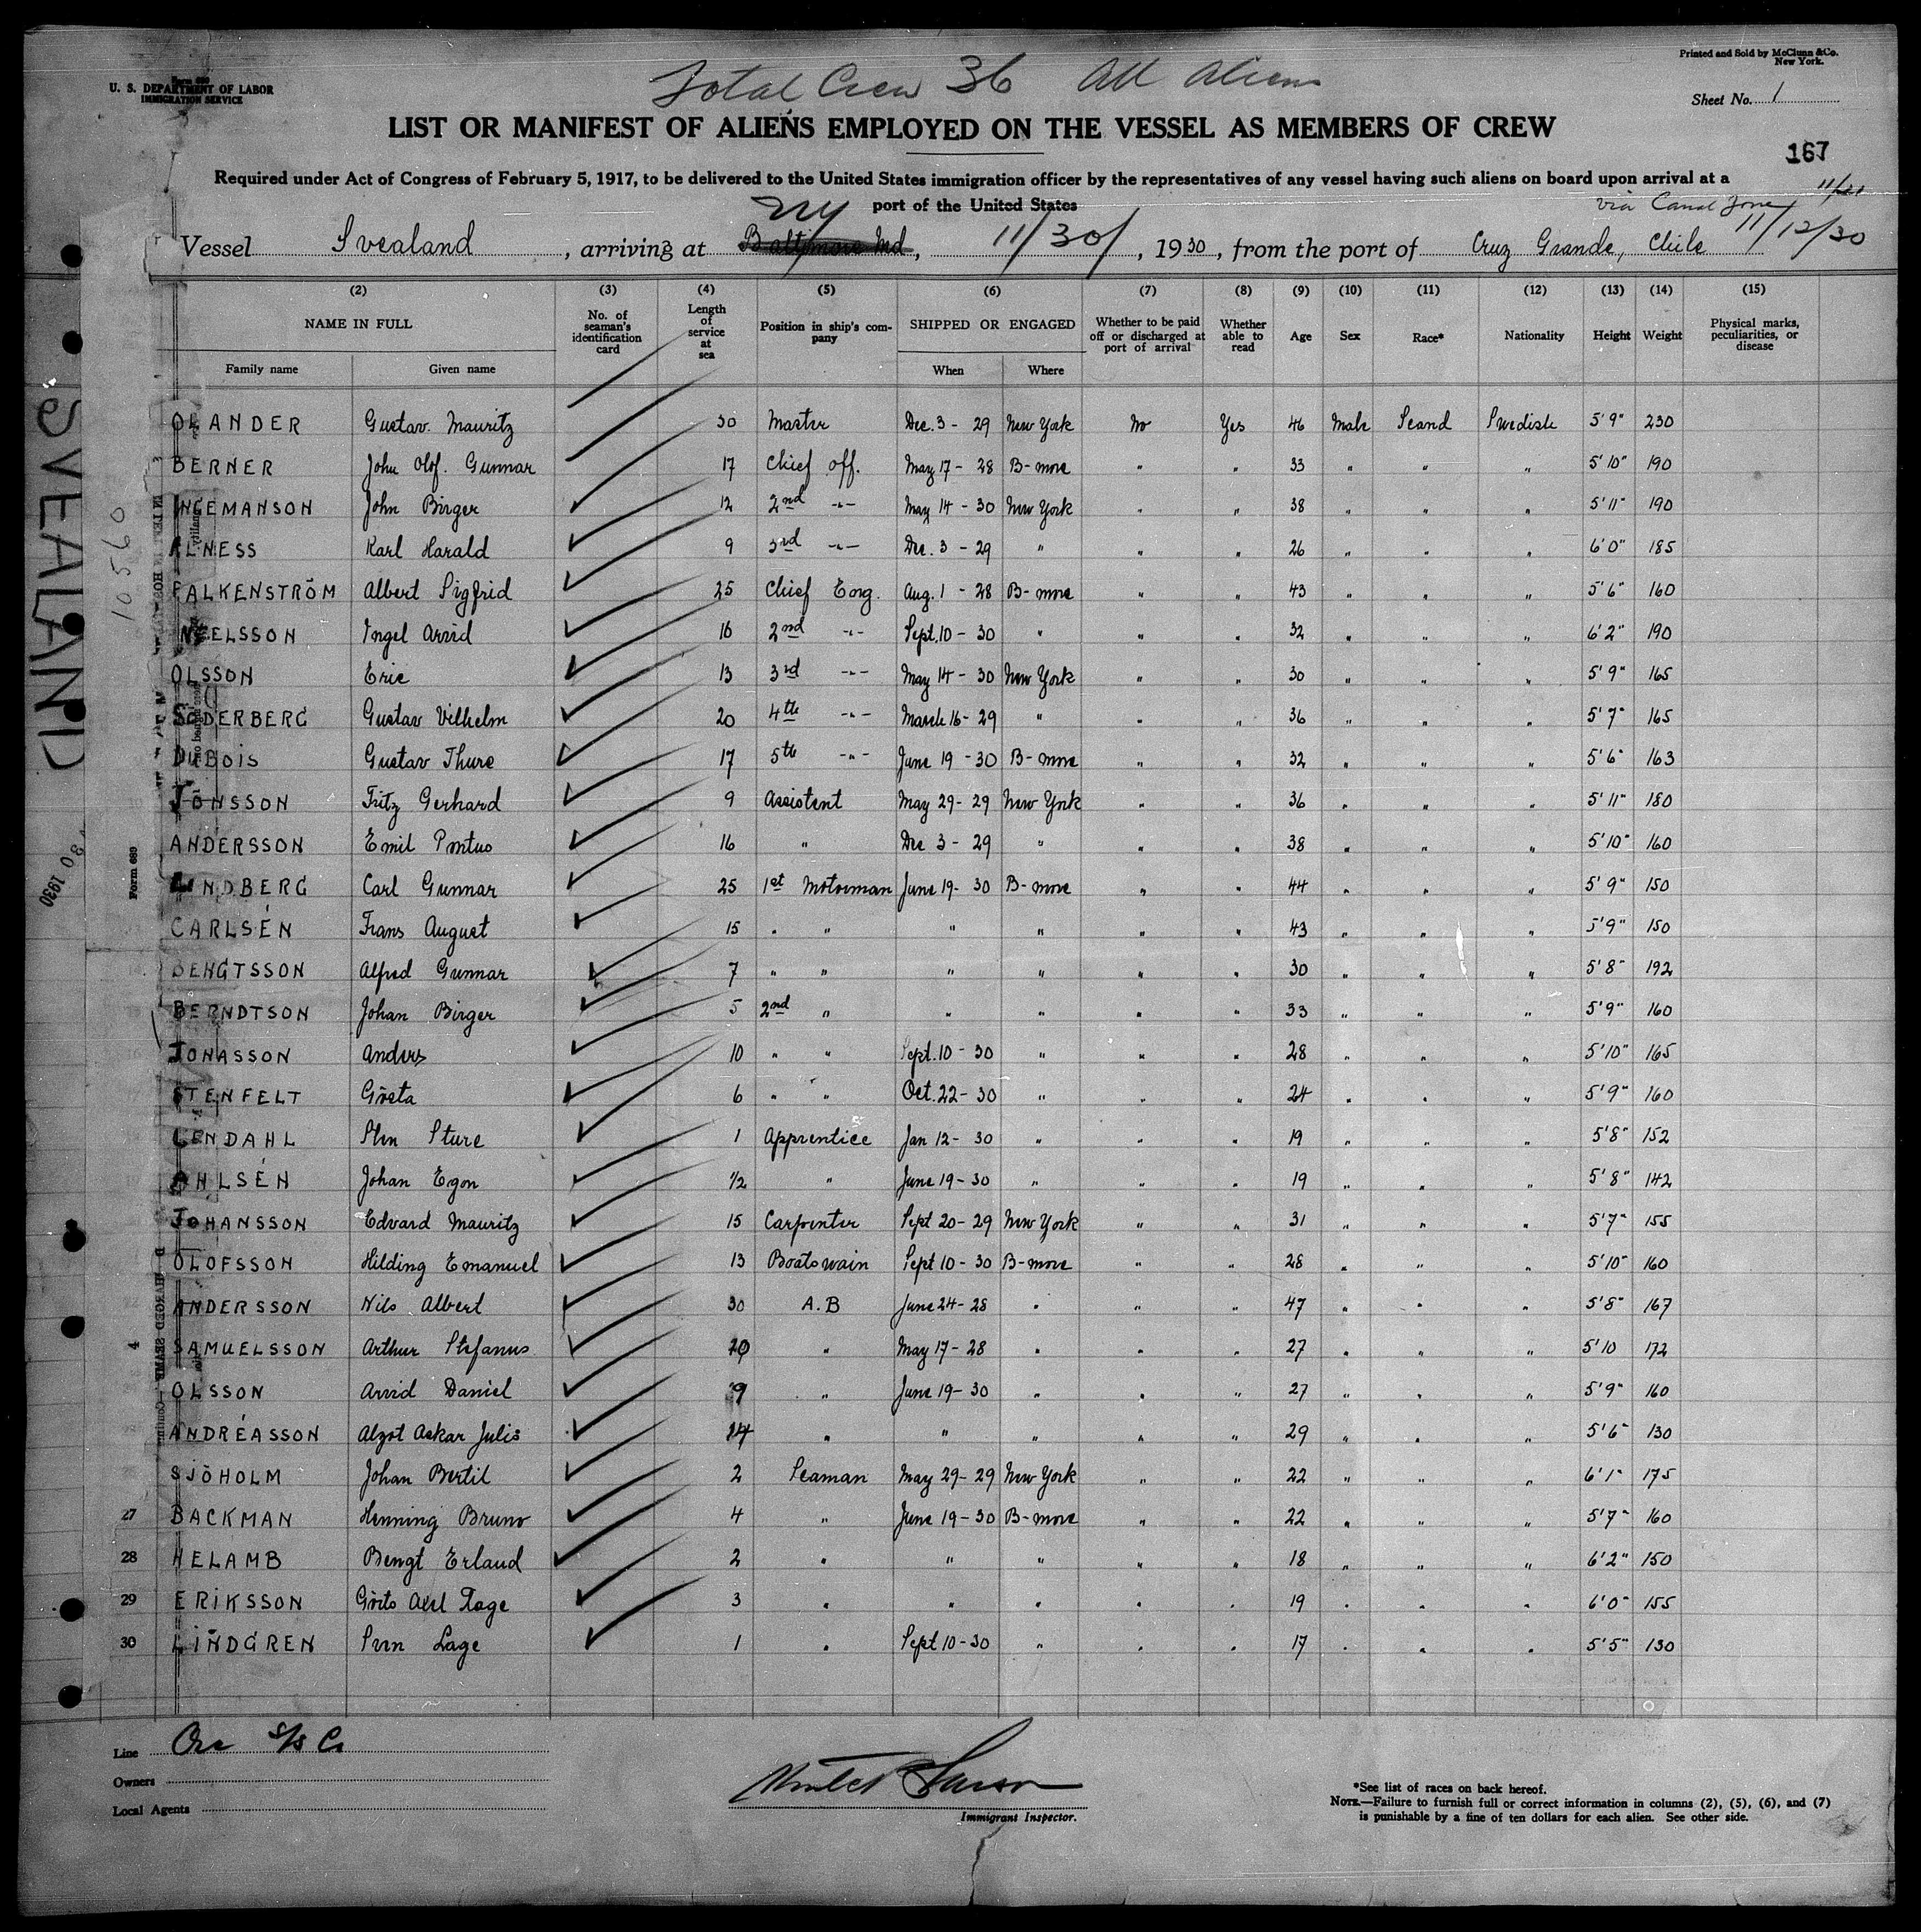 Form 680
U. S. DEPARTMENT OF LABOR
IMMIGRATION SERVICE
Printed and Sold by McClunn & Co.
New York.
Total Crew 36 All Aliens
Sheet No. 1
LIST OR MANIFEST OF ALIENS EMPLOYED ON THE VESSEL AS MEMBERS OF CREW
167
Required under Act of Congress of February 5, 1917, to be delivered to the United States immigration officer by the representatives of any vessel having such aliens on board upon arrival at a
port of the United States
NY via Canal Zone
Vessel Svealand, arriving at Baltimore Md, 11/30/, 1930, from the port of Cruz Grande, Chile 11/12/30
(2) (3) (4) (5) (6) (7) (8) (9) (10) (11) (12) (13) (14) (15)
NAME IN FULL No. of seaman's identification card Length of service at sea Position in ship's company SHIPPED OR ENGAGED Whether to be paid off or discharged at port of arrival Whether able to read Age Sex Race* Nationality Height Weight Physical marks, peculiarities, or disease
Family name Given name When Where
OLANDER Gustav. Mauritz 30 Master Dec. 3 - 29 New York No Yes 46 Male Scand Swedish 5'9" 230
BERNER John Olof. Gunnar 17 Chief off. May 17 - 28 B-more " " 33 " " " 5'10" 190
INGEMANSON John Birger 12 2nd -"- May 14 - 30 New York " " 38 " " " 5'11" 190
ALNESS Karl Harald 9 3rd -"- Dec. 3 - 29 " " " 26 " " " 6'0" 185
FALKENSTRÖM Albert Sigfrid 25 Chief Eng. Aug. 1 - 28 B-more " " 43 " " " 5'6" 160
NEELSSON Ingel Arvid 16 2nd -"- Sept. 10 - 30 " " " 32 " " " 6'2" 190
OLSSON Eric 13 3rd -"- May 14 - 30 New York " " 30 " " " 5'9" 165
SÖDERBERG Gustav Vilhelm 20 4th -"- March 16 - 29 " " " 36 " " " 5'7" 165
DUBOIS Gustav Thure 17 5th -"- June 19 - 30 B-more " " 32 " " " 5'6" 163
JÖNSSON Fritz Gerhard 9 Assistent May 29 - 29 New York " " 36 " " " 5'11" 180
ANDERSSON Emil Pontus 16 " Dec 3 - 29 " " " 38 " " " 5'10" 160
LINDBERG Carl Gunnar 25 1st Motorman June 19 - 30 B-more " " 44 " " " 5'9" 150
CARLSÉN Frans August 15 " " " " " " 43 " " " 5'9" 150
BENGTSSON Alfred Gunnar 7 " " " " " " 30 " " " 5'8" 192
BERNDTSON Johan Birger 5 2nd " " " " " 33 " " " 5'9" 160
JONASSON Anders 10 " " Sept. 10 - 30 " " " 28 " " " 5'10" 165
STENFELT Gösta 6 " " Oct. 22 - 30 " " " 24 " " " 5'9" 160
LENDAHL Sten Sture 1 Apprentice Jan 12 - 30 " " " 19 " " " 5'8" 152
AHLSÉN Johan Egon 1/2 " June 19 - 30 " " " 19 " " " 5'8" 142
JOHANSSON Edvard Mauritz 15 Carpenter Sept 20 - 29 New York " " 31 " " " 5'7" 155
OLOFSSON Hilding Emanuel 13 Boatswain Sept 10 - 30 B-more " " 28 " " " 5'10" 160
ANDERSSON Nils Albert 30 A.B June 24 - 28 " " " 47 " " " 5'8" 167
SAMUELSSON Arthur Stefanus " May 17 - 28 " " " 27 " " " 5'10 172
OLSSON Arvid Daniel 9 " June 19 - 30 " " " 27 " " " 5'9" 160
ANDRÉASSON Algot Oskar Julis 14 " " " " " 29 " " " 5'6" 130
SJÖHOLM Johan Bertil 2 Seaman May 29 - 29 New York " " 22 " " " 6'1" 175
27 BACKMAN Henning Bruno 4 " June 19 - 30 B-more " " 22 " " " 5'7" 160
28 HELAMB Bengt Erland 2 " " " " " 18 " " " 6'2" 150
29 ERIKSSON Axel Tage 3 " " " " " 19 " " " 6'0" 155
30 LINDGREN Sven Lage 1 " Sept 10 - 30 " " " 17 " " " 5'5" 130
SVEALAND
10560
30 1930
Form 689
4
Line Ore S/S Co
Owners
Local Agents
Immigrant Inspector.
*See list of races on back hereof.
NOTE.—Failure to furnish full or correct information in columns (2), (5), (6), and (7)
is punishable by a fine of ten dollars for each alien. See other side.